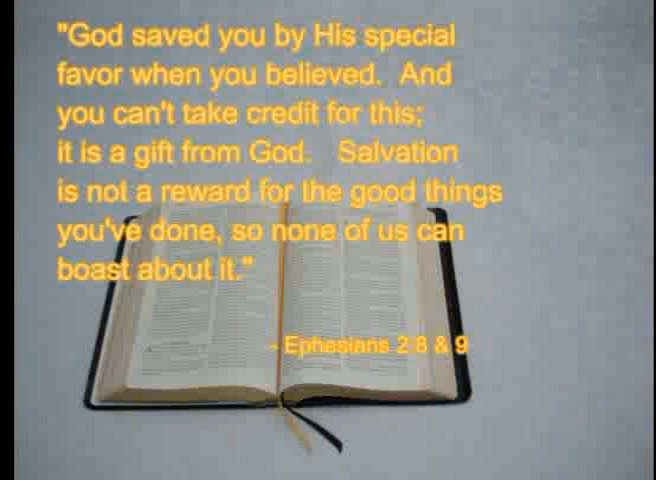 "God saved you by His special
favor when you believed.  And
you can't take credit for this;
it is a gift from God.   Salvation
is not a reward for the good things
you've done, so none of us can
boast about it."
- Ephesians 2:8 & 9